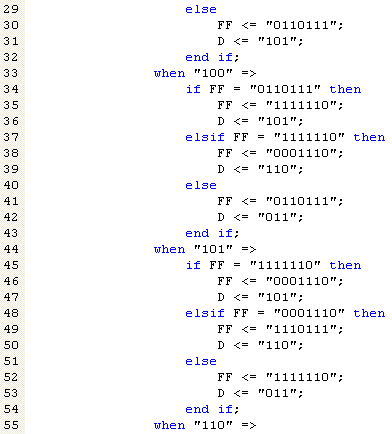 29 else
30 FF <= "0110111";
31 D <= "101";
32 end if;
33 when "100" =>
34 if FF = "0110111" then
35 FF <= "1111110";
36 D <= "101";
37 elsif FF = "1111110" then
38 FF <= "0001110";
39 D <= "110";
40 else
41 FF <= "0110111";
42 D <= "011";
43 end if;
44 when "101" =>
45 if FF = "1111110" then
46 FF <= "0001110";
47 D <= "101";
48 elsif FF = "0001110" then
49 FF <= "1110111";
50 D <= "110";
51 else
52 FF <= "1111110";
53 D <= "011";
54 end if;
55 when "110" =>